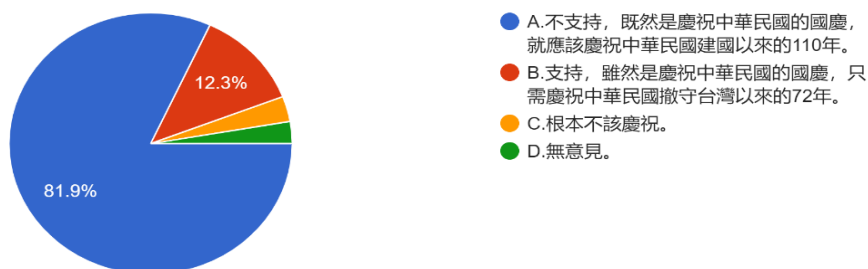 A.不支持，既然是慶祝中華民國的國慶，
就應該慶祝中華民國建國以來的110年。
B.支持，雖然是慶祝中華民國的國慶，只
需慶祝中華民國撤守台灣以來的72年。
C.根本不該慶祝。
D.無意見。
12.3%
81.9%